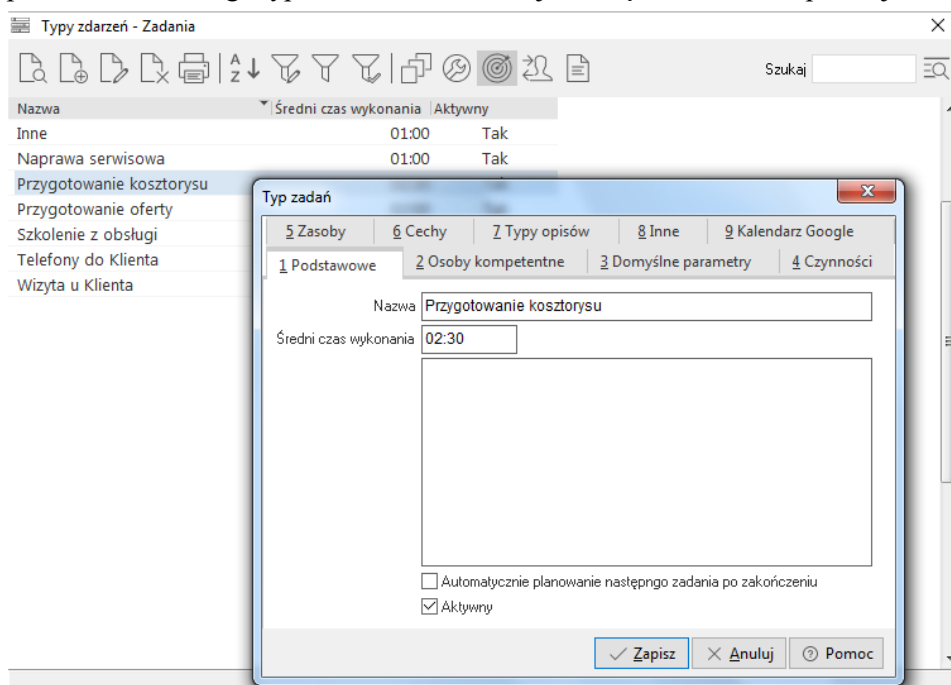 Typy zdarzeń - Zadania
Szukaj
Nazwa Średni czas wykonania Aktywny
Inne 01:00 Tak
Naprawa serwisowa 01:00 Tak
Przygotowanie kosztorysu
Przygotowanie oferty
Szkolenie z obsługi
Telefony do Klienta
Wizyta u Klienta
Typ zadań
5 Zasoby 6 Cechy 7 Typy opisów 8 Inne 9 Kalendarz Google
1 Podstawowe 2 Osoby kompetentne 3 Domyślne parametry 4 Czynności
Nazwa Przygotowanie kosztorysu
Średni czas wykonania 02:30
Automatycznie planowanie następngo zadania po zakończeniu
Aktywny
Zapisz Anuluj Pomoc